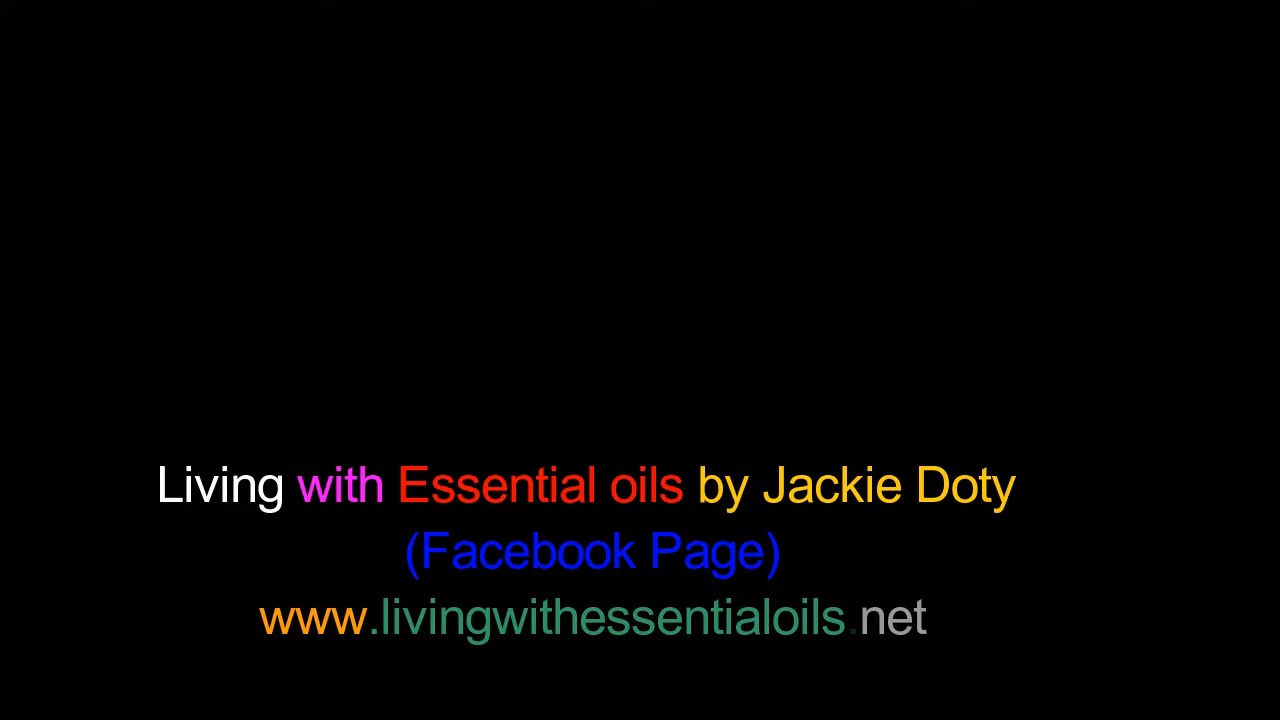 Living with Essential oils by Jackie Doty
(Facebook Page)
www.livingwithessentialoils.net